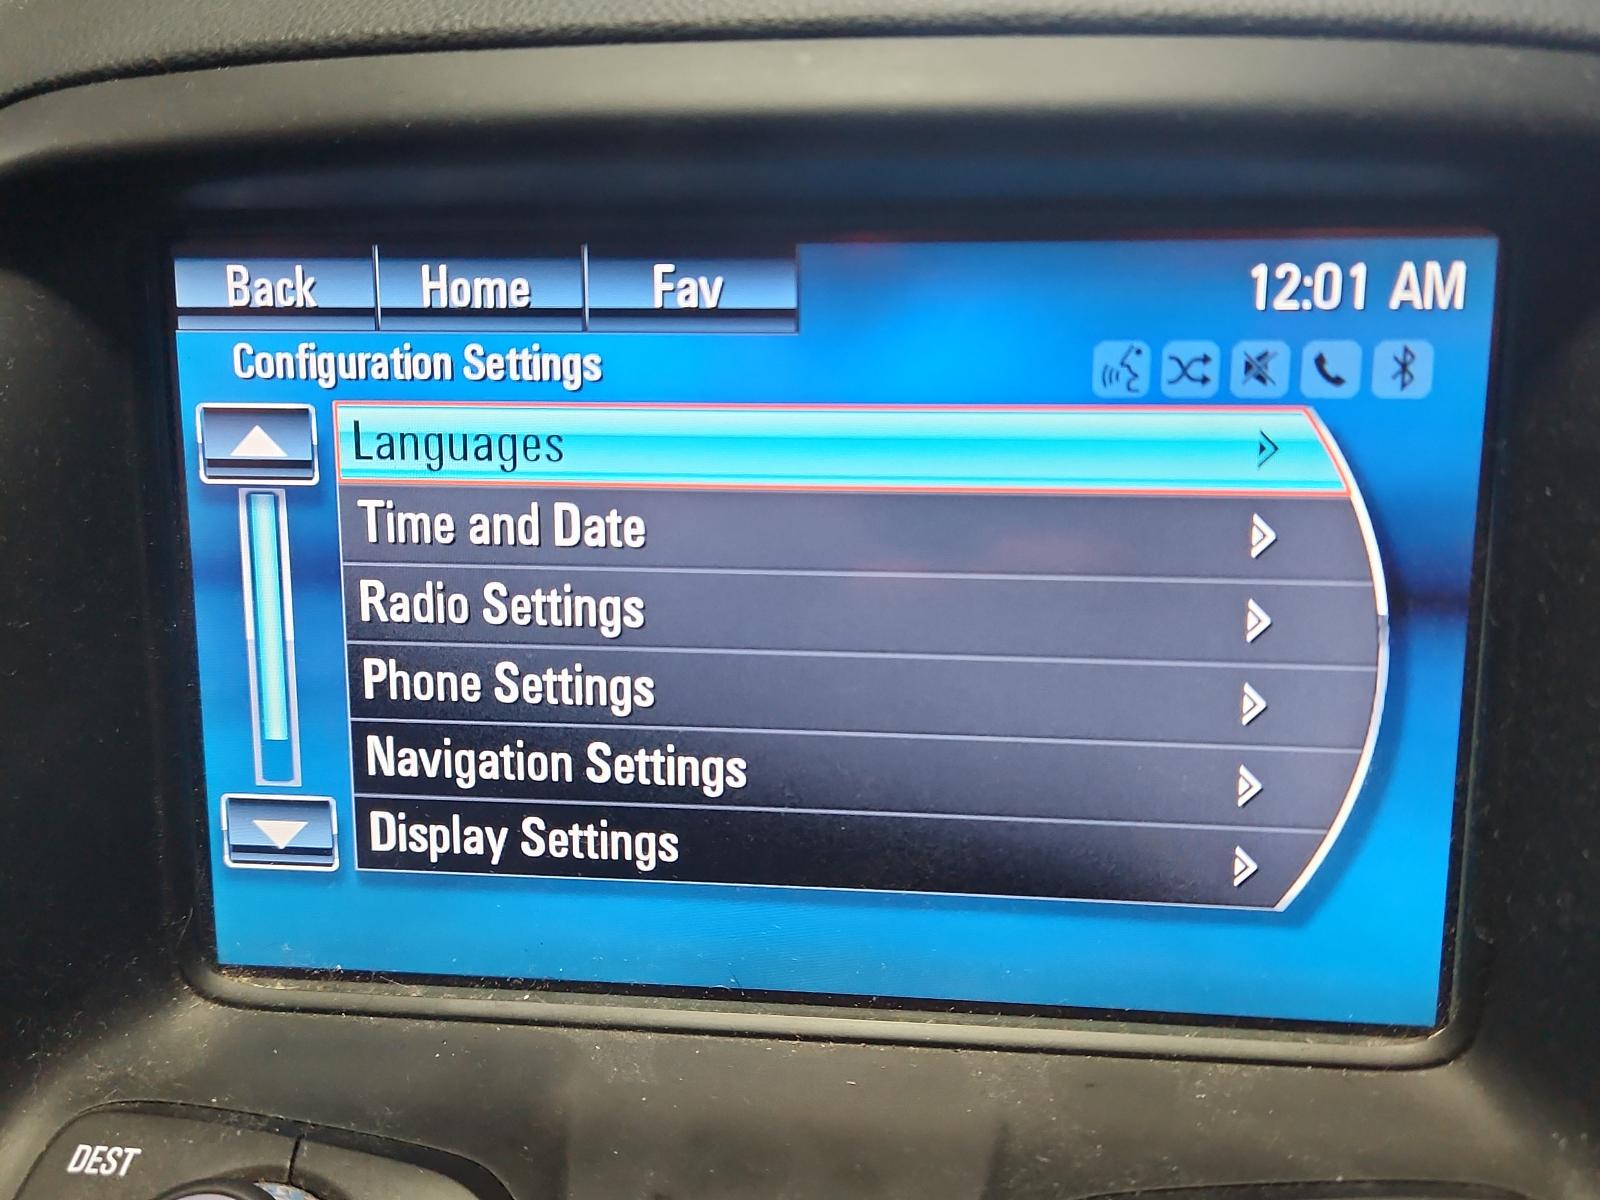 Back Home Fav
12:01 AM
Configuration Settings
Languages
Time and Date
Radio Settings
Phone Settings
Navigation Settings
Display Settings
DEST